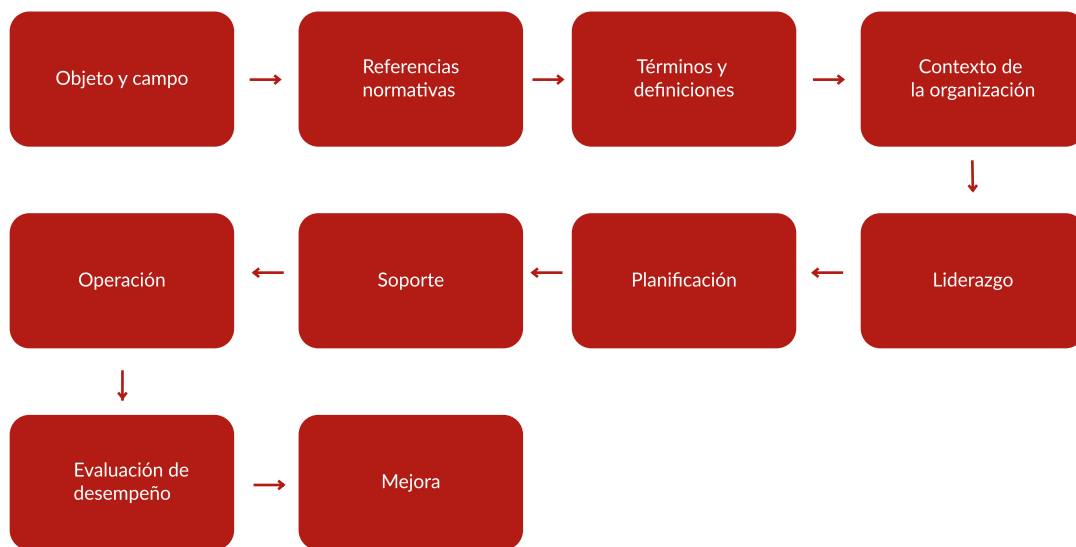 Objeto y campo
Referencias
normativas
Términos y
definiciones
Contexto de
la organización
Liderazgo
Planificación
Soporte
Operación
Evaluación de
desempeño
Mejora